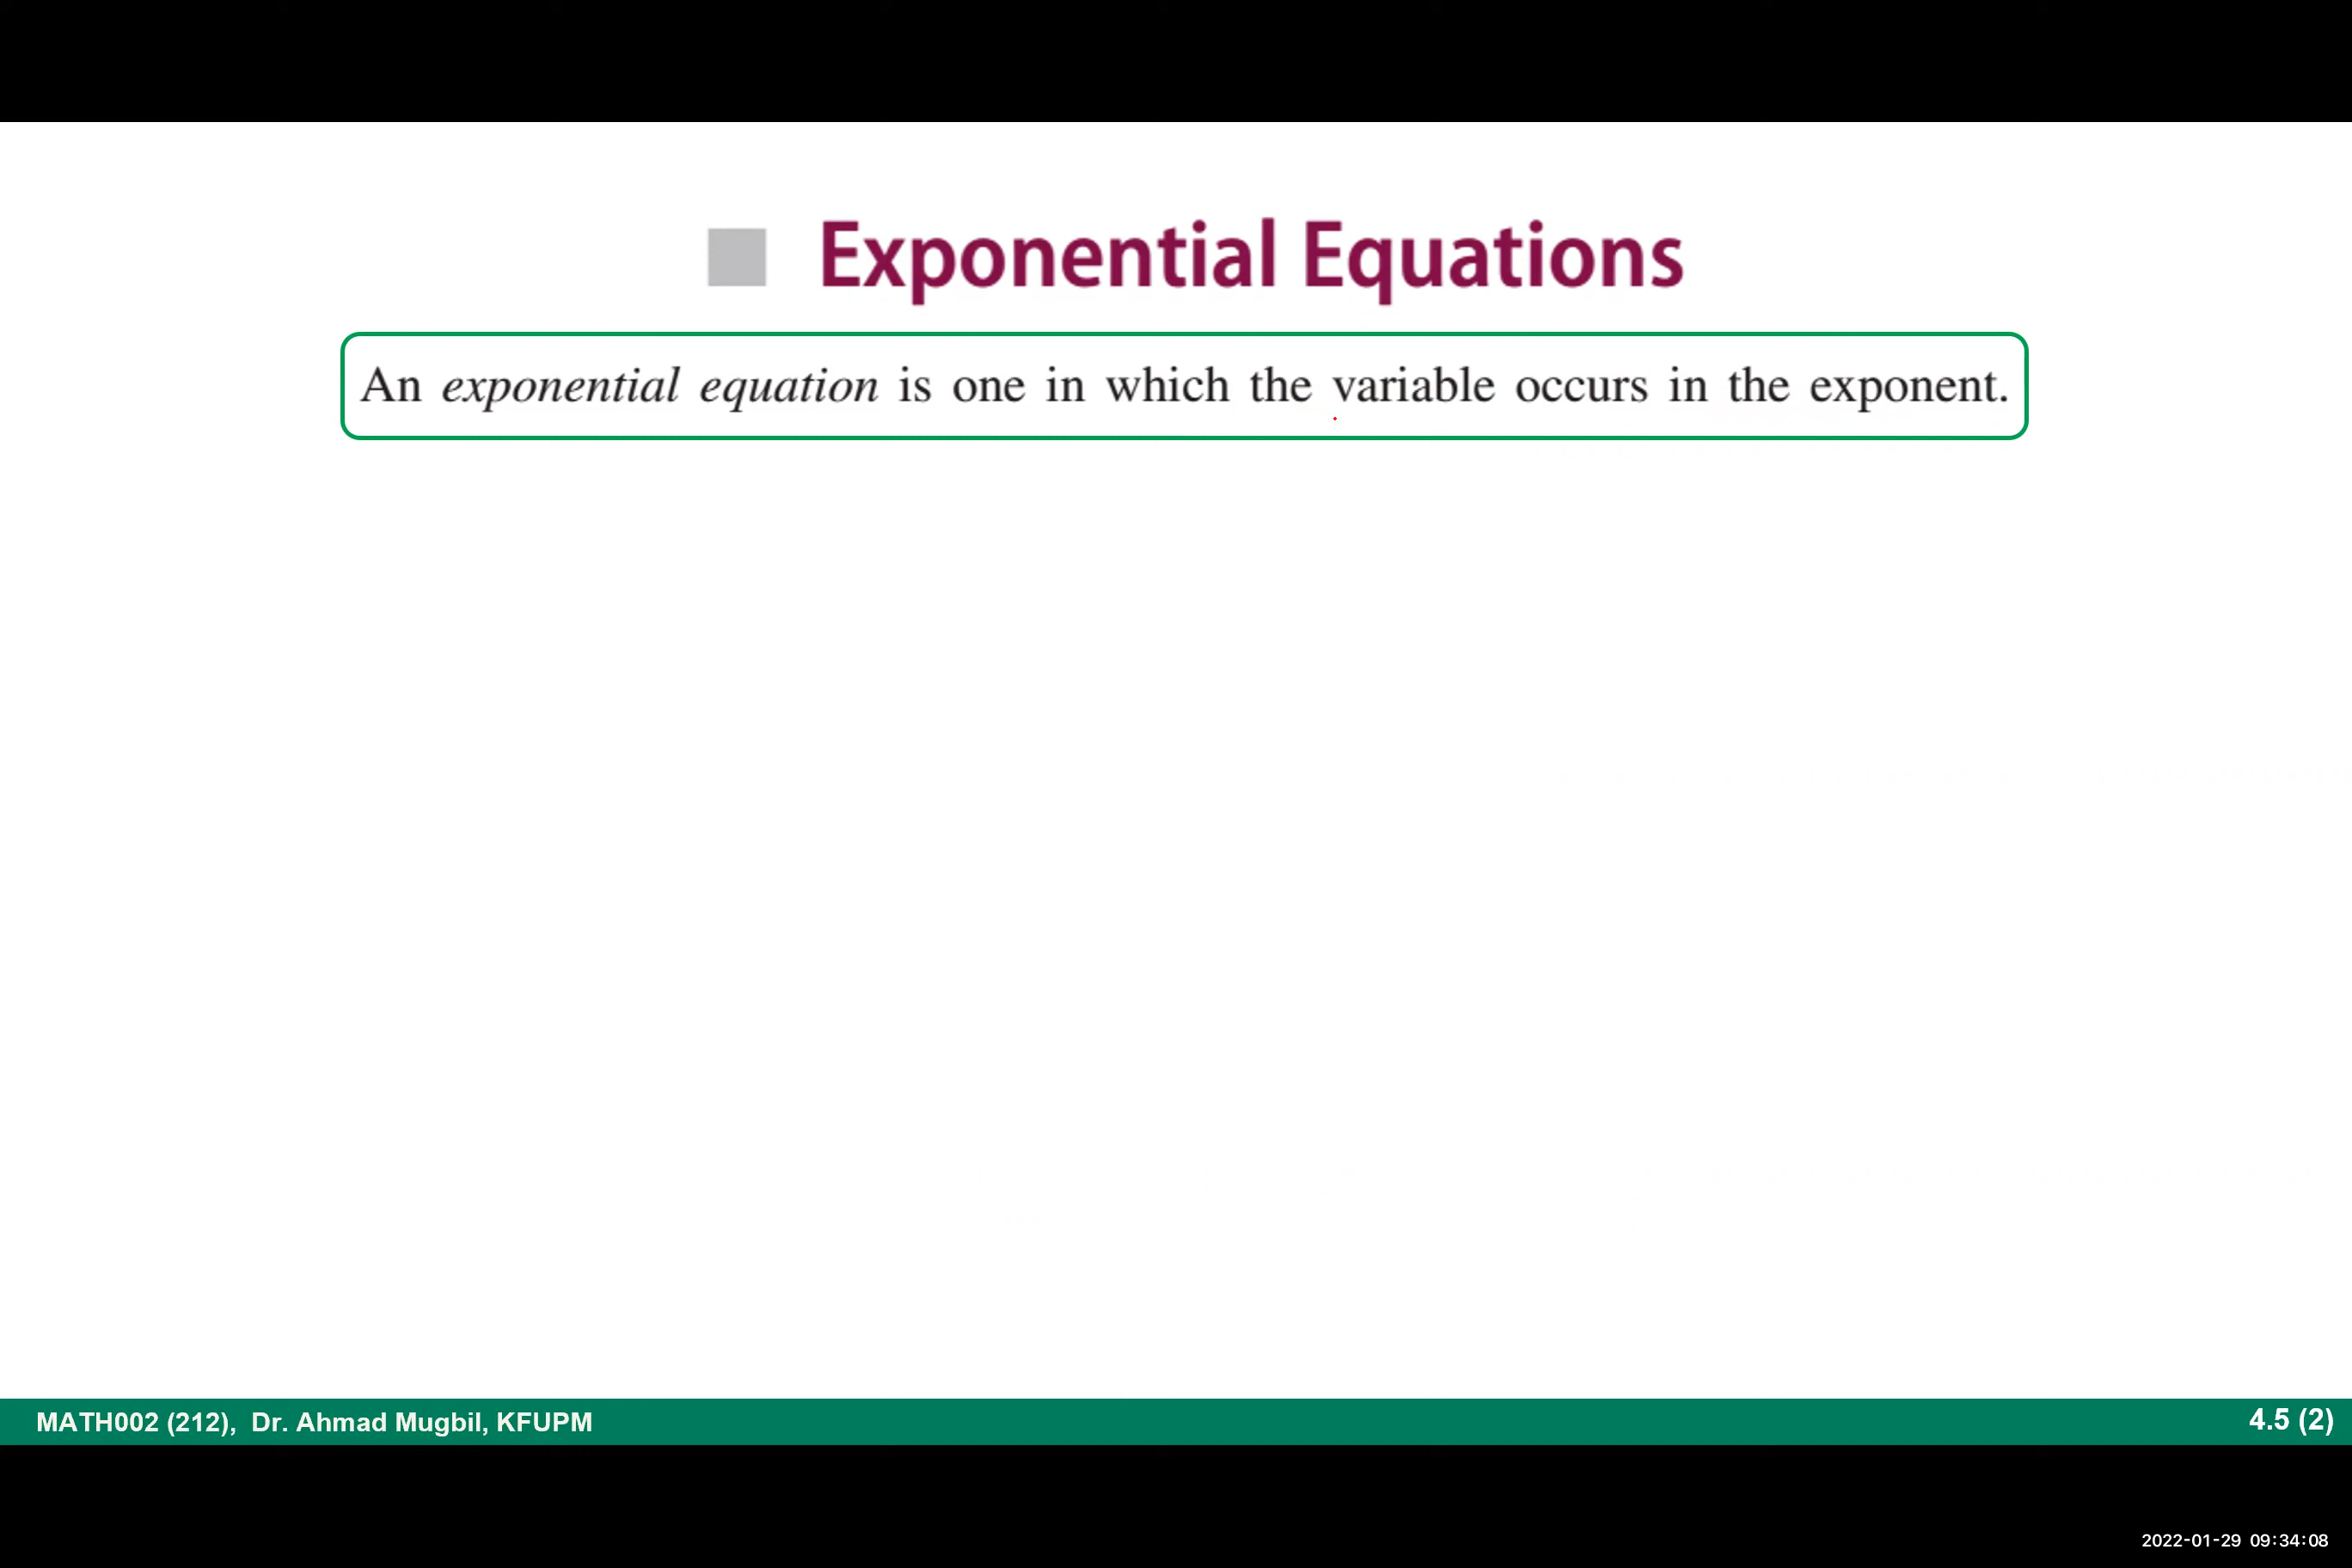 Exponential Equations
An exponential equation is one in which the variable occurs in the exponent.
MATH002 (212), Dr. Ahmad Mugbil, KFUPM
4.5 (2)
2022-01-29 09:34:08